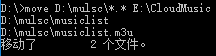 D:\>move D:\mulsc\*.* E:\CloudMusic
D:\mulsc\musiclist
D:\mulsc\musiclist.m3u
移动了         2 个文件。